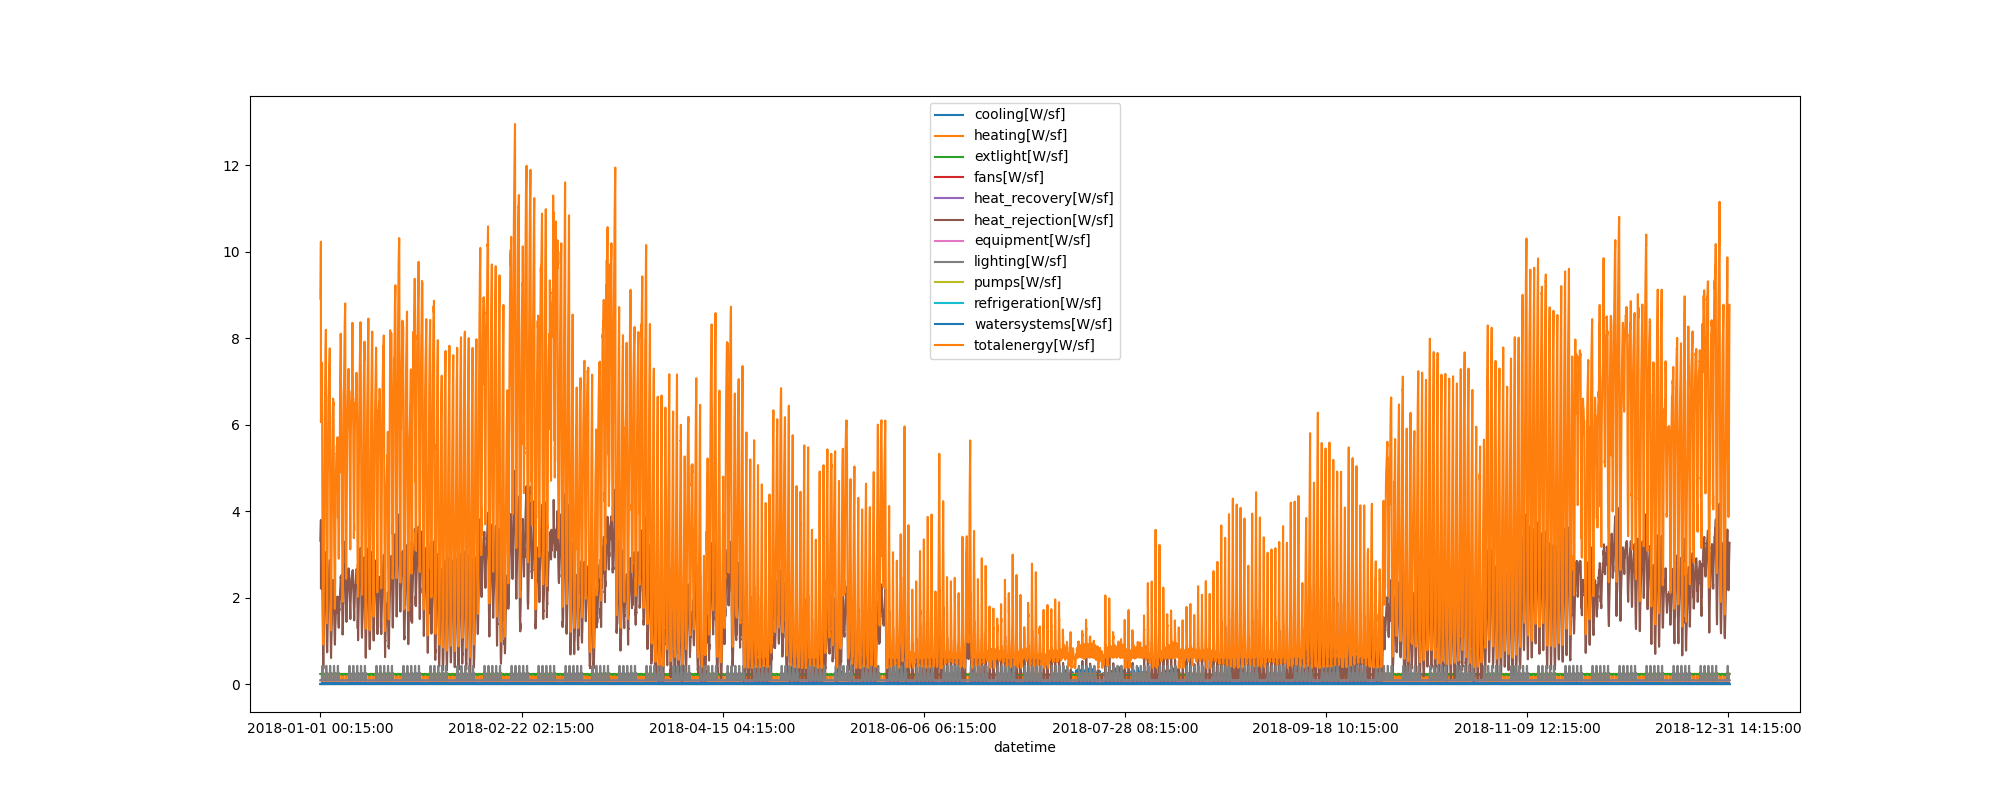 cooling[W/sf]
heating[W/sf]
extlight[W/sf]
fans[W/sf]
heat_recovery[W/sf]
heat_rejection[W/sf]
equipment[W/sf]
lighting[W/sf]
pumps[W/sf]
refrigeration[W/sf]
watersystems[W/sf]
totalenergy[W/sf]
12
10
8
6
4
2
0
2018-01-01 00:15:00 2018-02-22 02:15:00 2018-04-15 04:15:00 2018-06-06 06:15:00 2018-07-28 08:15:00 2018-09-18 10:15:00 2018-11-09 12:15:00 2018-12-31 14:15:00
datetime